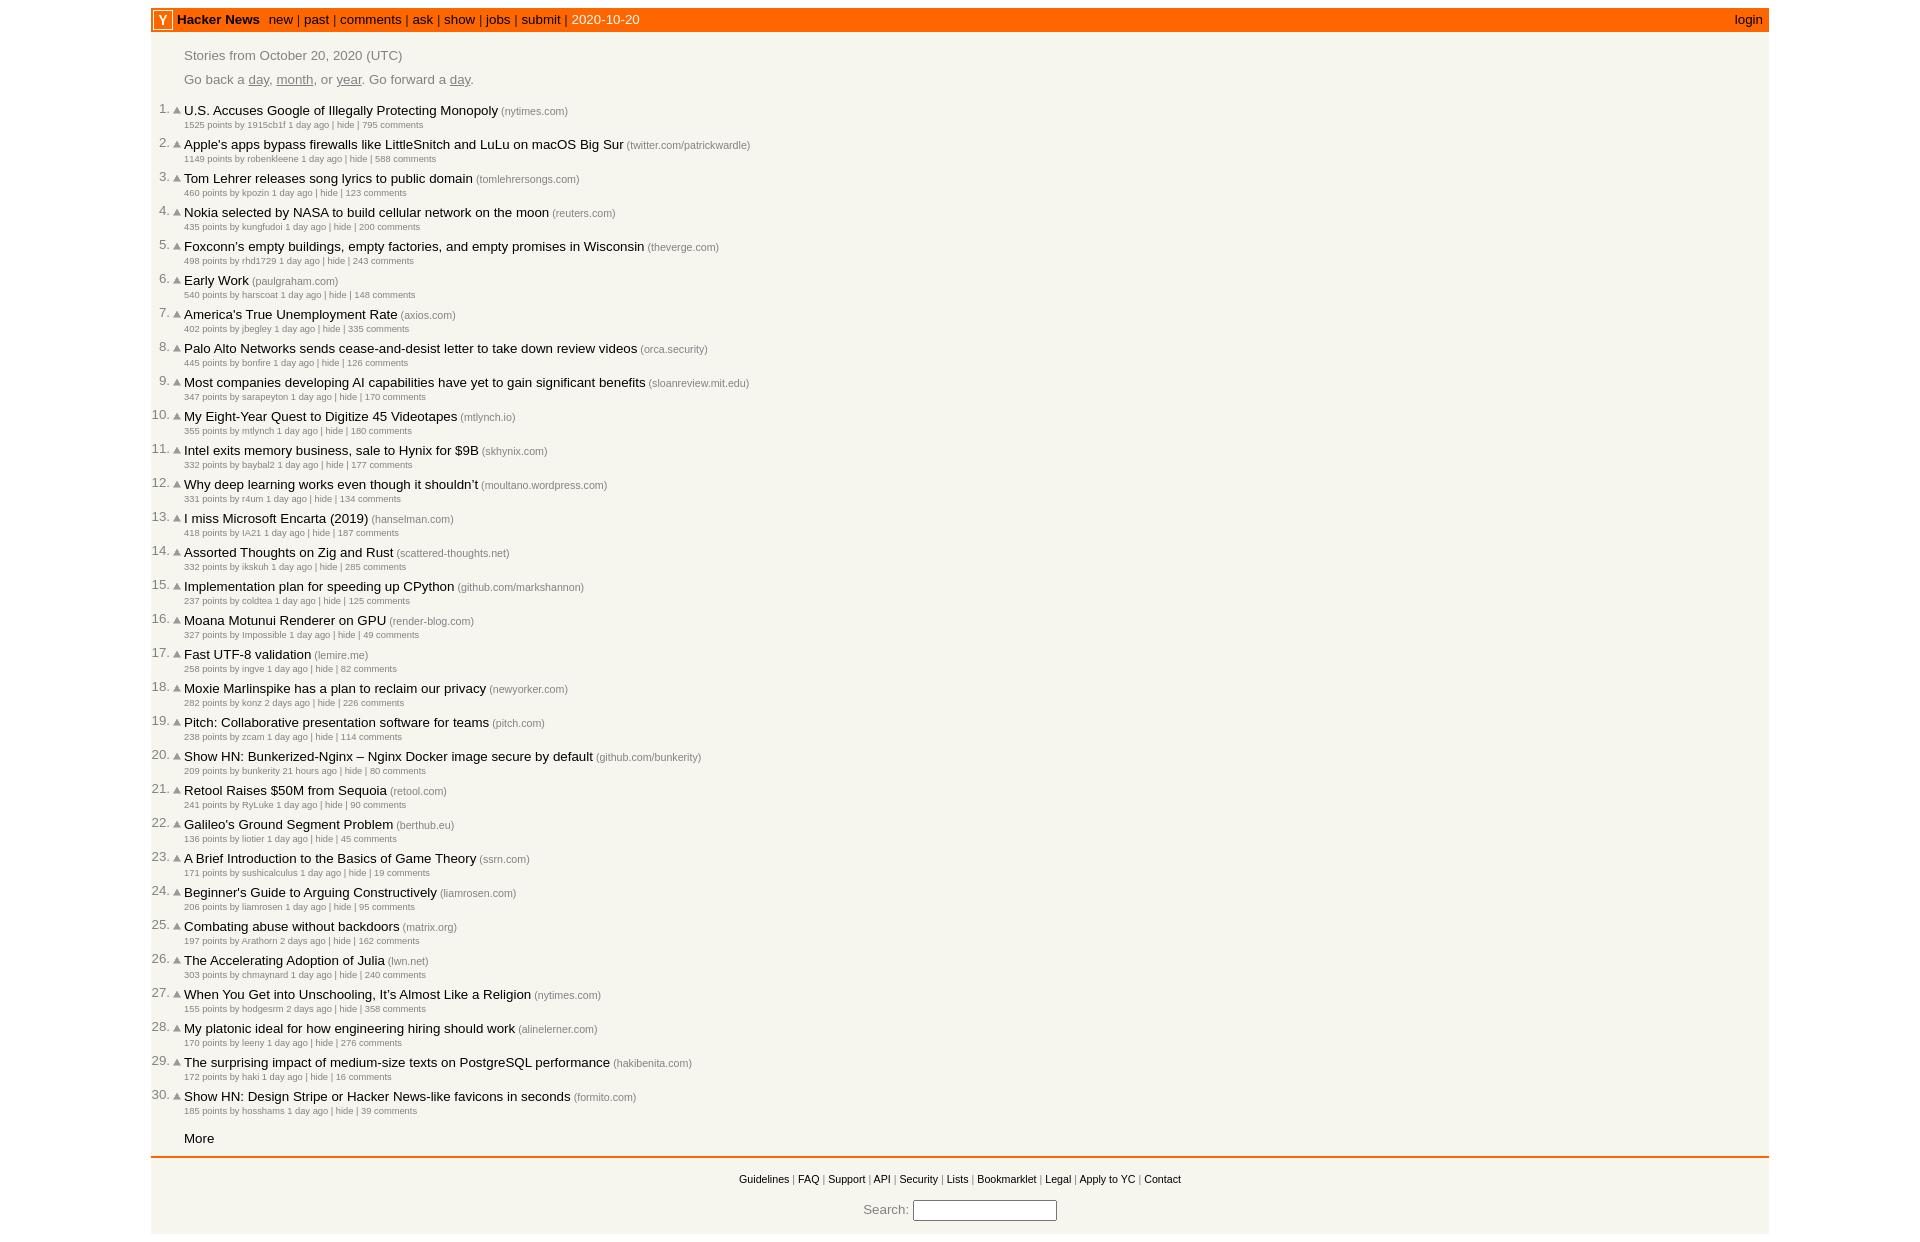 Y Hacker News new | past | comments | ask | show | jobs | submit | 2020-10-20 login
Stories from October 20, 2020 (UTC)
Go back a day, month, or year. Go forward a day.
1. U.S. Accuses Google of Illegally Protecting Monopoly (nytimes.com)
1525 points by 1915cb1f 1 day ago | hide | 795 comments
2. Apple's apps bypass firewalls like LittleSnitch and LuLu on macOS Big Sur (twitter.com/patrickwardle)
1149 points by robenkleene 1 day ago | hide | 588 comments
3. Tom Lehrer releases song lyrics to public domain (tomlehrersongs.com)
460 points by kpozin 1 day ago | hide | 123 comments
4. Nokia selected by NASA to build cellular network on the moon (reuters.com)
435 points by kungfudoi 1 day ago | hide | 200 comments
5. Foxconn’s empty buildings, empty factories, and empty promises in Wisconsin (theverge.com)
498 points by rhd1729 1 day ago | hide | 243 comments
6. Early Work (paulgraham.com)
540 points by harscoat 1 day ago | hide | 148 comments
7. America's True Unemployment Rate (axios.com)
402 points by jbegley 1 day ago | hide | 335 comments
8. Palo Alto Networks sends cease-and-desist letter to take down review videos (orca.security)
445 points by bonfire 1 day ago | hide | 126 comments
9. Most companies developing AI capabilities have yet to gain significant benefits (sloanreview.mit.edu)
347 points by sarapeyton 1 day ago | hide | 170 comments
10. My Eight-Year Quest to Digitize 45 Videotapes (mtlynch.io)
355 points by mtlynch 1 day ago | hide | 180 comments
11. Intel exits memory business, sale to Hynix for $9B (skhynix.com)
332 points by baybal2 1 day ago | hide | 177 comments
12. Why deep learning works even though it shouldn’t (moultano.wordpress.com)
331 points by r4um 1 day ago | hide | 134 comments
13. I miss Microsoft Encarta (2019) (hanselman.com)
418 points by IA21 1 day ago | hide | 187 comments
14. Assorted Thoughts on Zig and Rust (scattered-thoughts.net)
332 points by ikskuh 1 day ago | hide | 285 comments
15. Implementation plan for speeding up CPython (github.com/markshannon)
237 points by coldtea 1 day ago | hide | 125 comments
16. Moana Motunui Renderer on GPU (render-blog.com)
327 points by Impossible 1 day ago | hide | 49 comments
17. Fast UTF-8 validation (lemire.me)
258 points by ingve 1 day ago | hide | 82 comments
18. Moxie Marlinspike has a plan to reclaim our privacy (newyorker.com)
282 points by konz 2 days ago | hide | 226 comments
19. Pitch: Collaborative presentation software for teams (pitch.com)
238 points by zcam 1 day ago | hide | 114 comments
20. Show HN: Bunkerized-Nginx – Nginx Docker image secure by default (github.com/bunkerity)
209 points by bunkerity 21 hours ago | hide | 80 comments
21. Retool Raises $50M from Sequoia (retool.com)
241 points by RyLuke 1 day ago | hide | 90 comments
22. Galileo's Ground Segment Problem (berthub.eu)
136 points by liotier 1 day ago | hide | 45 comments
23. A Brief Introduction to the Basics of Game Theory (ssrn.com)
171 points by sushicalculus 1 day ago | hide | 19 comments
24. Beginner's Guide to Arguing Constructively (liamrosen.com)
206 points by liamrosen 1 day ago | hide | 95 comments
25. Combating abuse without backdoors (matrix.org)
197 points by Arathorn 2 days ago | hide | 162 comments
26. The Accelerating Adoption of Julia (lwn.net)
303 points by chmaynard 1 day ago | hide | 240 comments
27. When You Get into Unschooling, It’s Almost Like a Religion (nytimes.com)
155 points by hodgesrm 2 days ago | hide | 358 comments
28. My platonic ideal for how engineering hiring should work (alinelerner.com)
170 points by leeny 1 day ago | hide | 276 comments
29. The surprising impact of medium-size texts on PostgreSQL performance (hakibenita.com)
172 points by haki 1 day ago | hide | 16 comments
30. Show HN: Design Stripe or Hacker News-like favicons in seconds (formito.com)
185 points by hosshams 1 day ago | hide | 39 comments
More
Guidelines | FAQ | Support | API | Security | Lists | Bookmarklet | Legal | Apply to YC | Contact
Search: